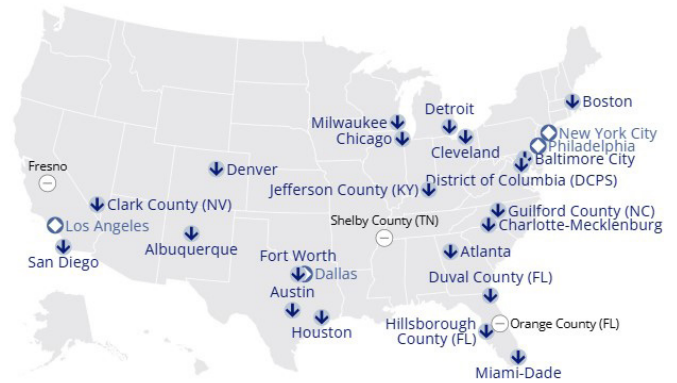 Boston
Detroit
Milwaukee
Chicago
New York City
Philadelphia
Cleveland
Baltimore City
Fresno
Denver
District of Columbia (DCPS)
Jefferson County (KY)
Clark County (NV)
Guilford County (NC)
Shelby County (TN)
Charlotte-Mecklenburg
Los Angeles
Albuquerque
Atlanta
San Diego
Fort Worth
Dallas
Duval County (FL)
Austin
Houston
Hillsborough
County (FL)
Orange County (FL)
Miami-Dade